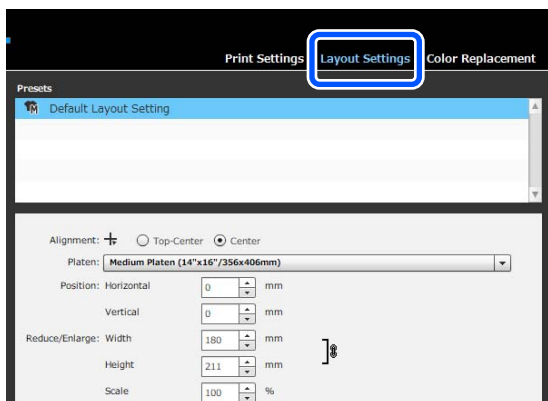 Print Settings Layout Settings Color Replacement
Presets
M Default Layout Setting
Alignment: Top-Center Center
Platen: Medium Platen (14"x16"/356x406mm)
Position: Horizontal 0 mm
Vertical 0 mm
Reduce/Enlarge: Width 180 mm
Height 211 mm
Scale 100 %